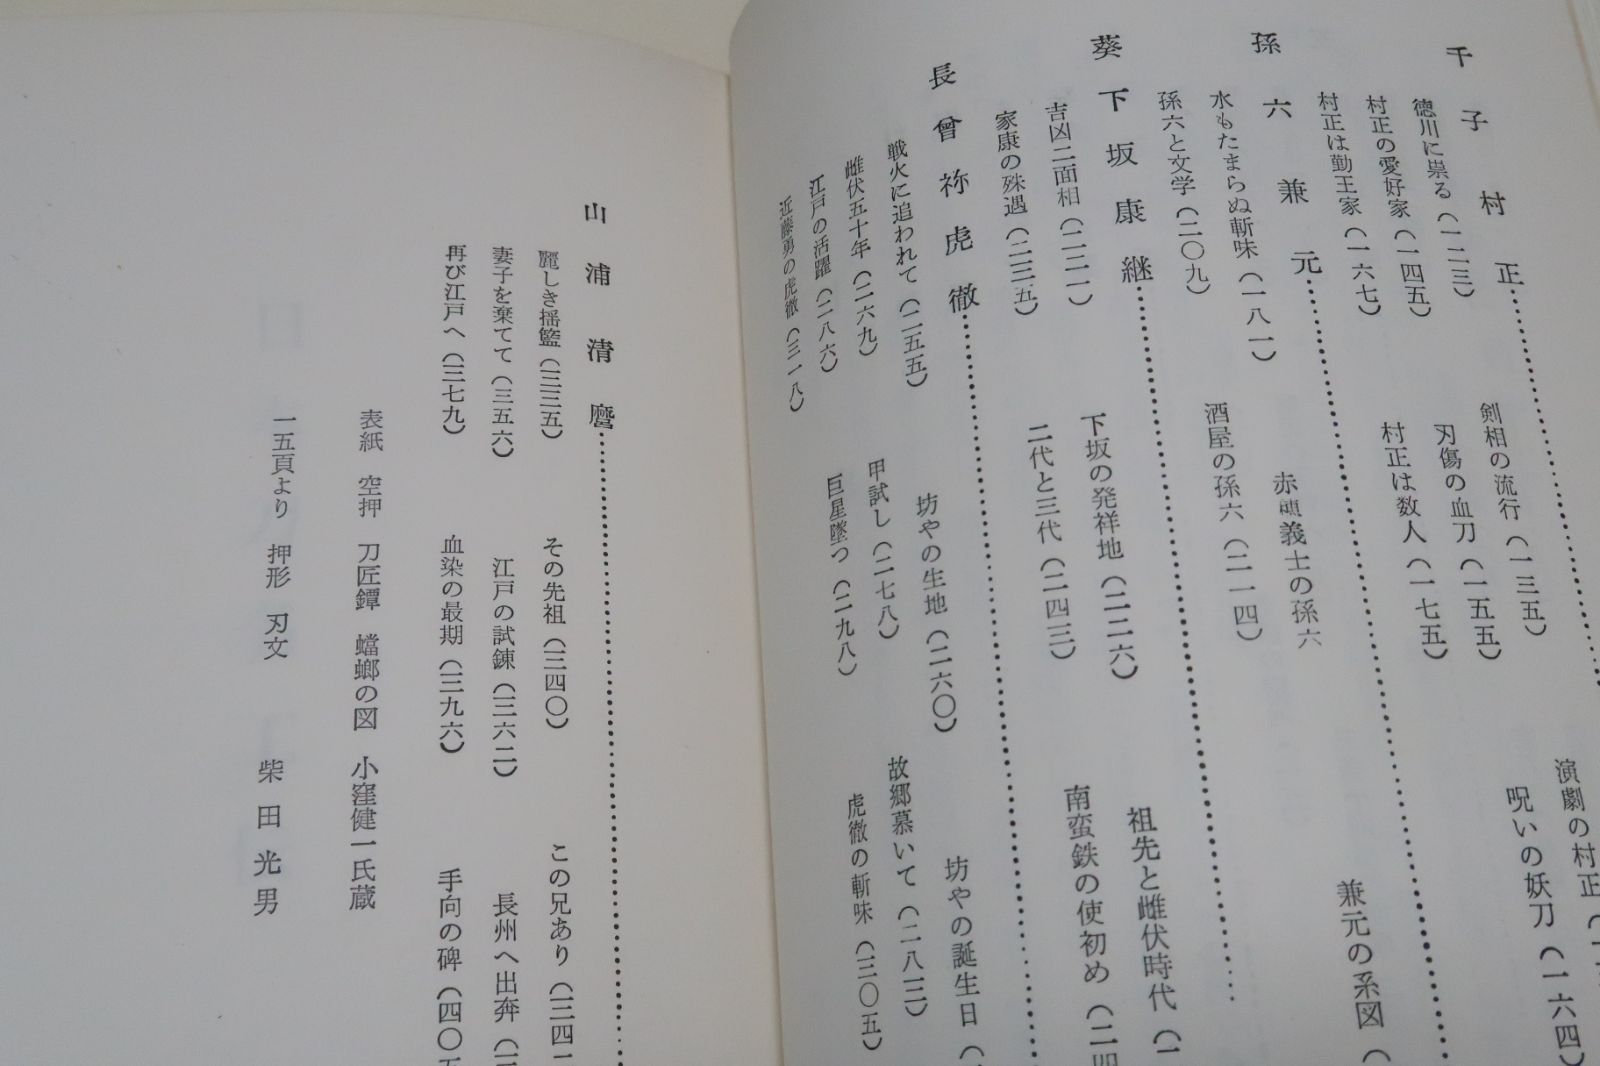 千子村正
徳川に祟る(一二三)　剣相の流行(一三五)　演劇の村正
村正の愛好家(一四五)　刃傷の血刀(一五五)　呪いの妖刀(一六四)
村正は勤王家(一六七)　村正は数人(一七五)
孫六兼元
水もたまらぬ斬味(一八一)　赤穂義士の孫六　兼元の系図
孫六と文学(二〇九)　酒屋の孫六(二一四)
葵下坂康継
吉凶二面相(二二一)　下坂の発祥地(二二六)　祖先と雌伏時代
家康の殊遇(二三五)　二代と三代(二四三)　南蛮鉄の使初め
長曾祢虎徹
戦火に追われて(二五五)　坊やの生地(二六〇)　坊やの誕生日
雌伏五十年(二六九)　甲試し(二七八)　故郷慕いて(二八三)
江戸の活躍(二八六)　巨星墜つ(二九八)　虎徹の斬味(三〇五)
近藤勇の虎徹(三一八)
山浦清麿
麗しき揺籃(三三五)　その先祖(三四〇)　この兄あり
妻子を棄てて(三五六)　江戸の試錬(三六二)　長州へ出奔
再び江戸へ(三七九)　血染の最期(三九六)　手向の碑
表紙　空押　刀匠鐔　蟷螂の図　小窪健一氏蔵
一五頁より　押形　刃文　柴田光男